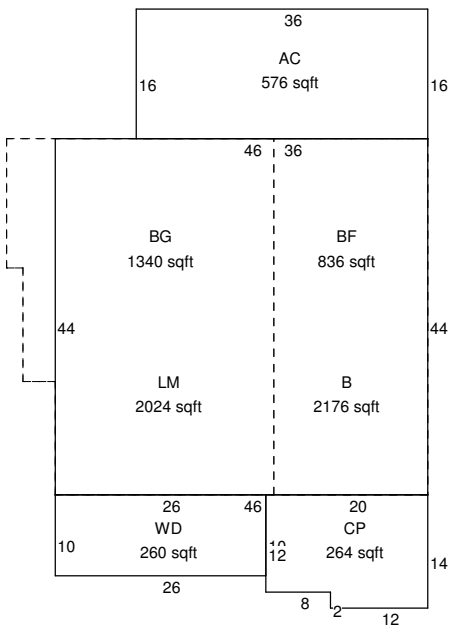 36
AC
576 sqft
16
16
46
36
BG
1340 sqft
BF
836 sqft
44
44
LM
2024 sqft
B
2176 sqft
26
46
20
WD
260 sqft
CP
264 sqft
10
10
12
14
26
8
2
12